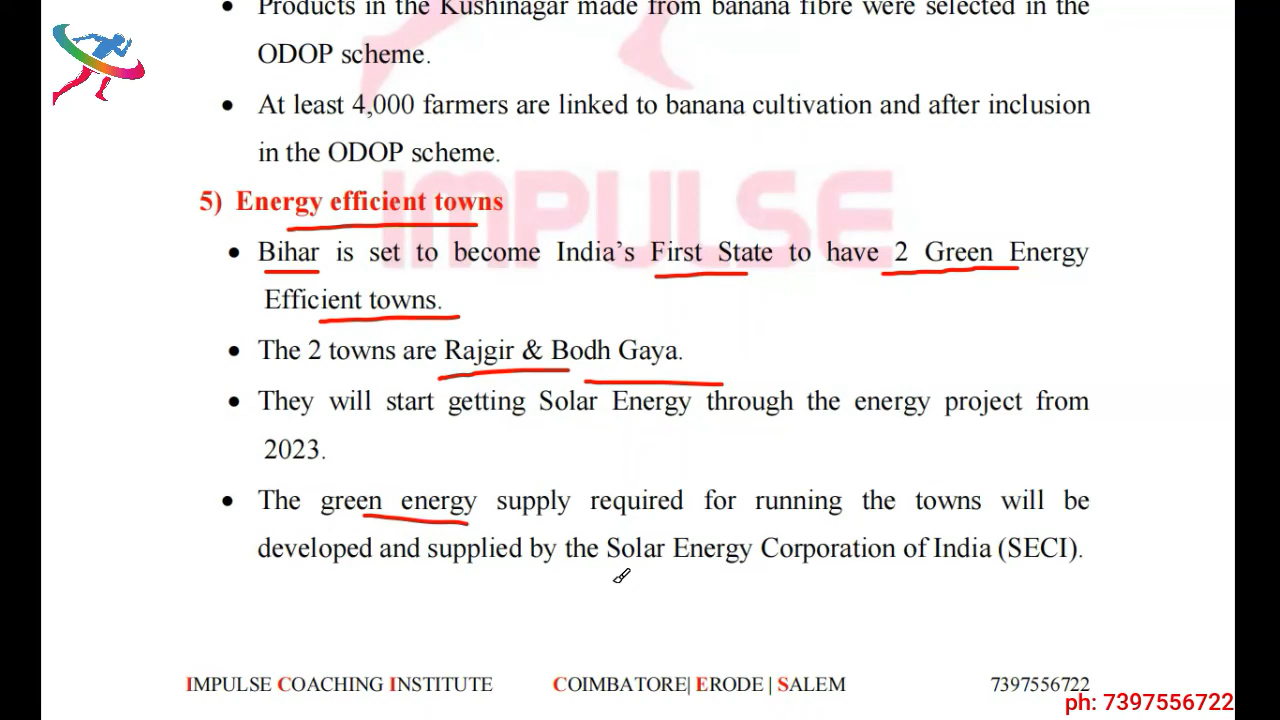 • Products in the Kushinagar made from banana fibre were selected in the
ODOP scheme.
• At least 4,000 farmers are linked to banana cultivation and after inclusion
in the ODOP scheme.
IMPULSE
5) Energy efficient towns
• Bihar is set to become India’s First State to have 2 Green Energy
Efficient towns.
• The 2 towns are Rajgir & Bodh Gaya.
• They will start getting Solar Energy through the energy project from
2023.
• The green energy supply required for running the towns will be
developed and supplied by the Solar Energy Corporation of India (SECI).
IMPULSE COACHING INSTITUTE COIMBATORE| ERODE | SALEM 7397556722
ph: 7397556722